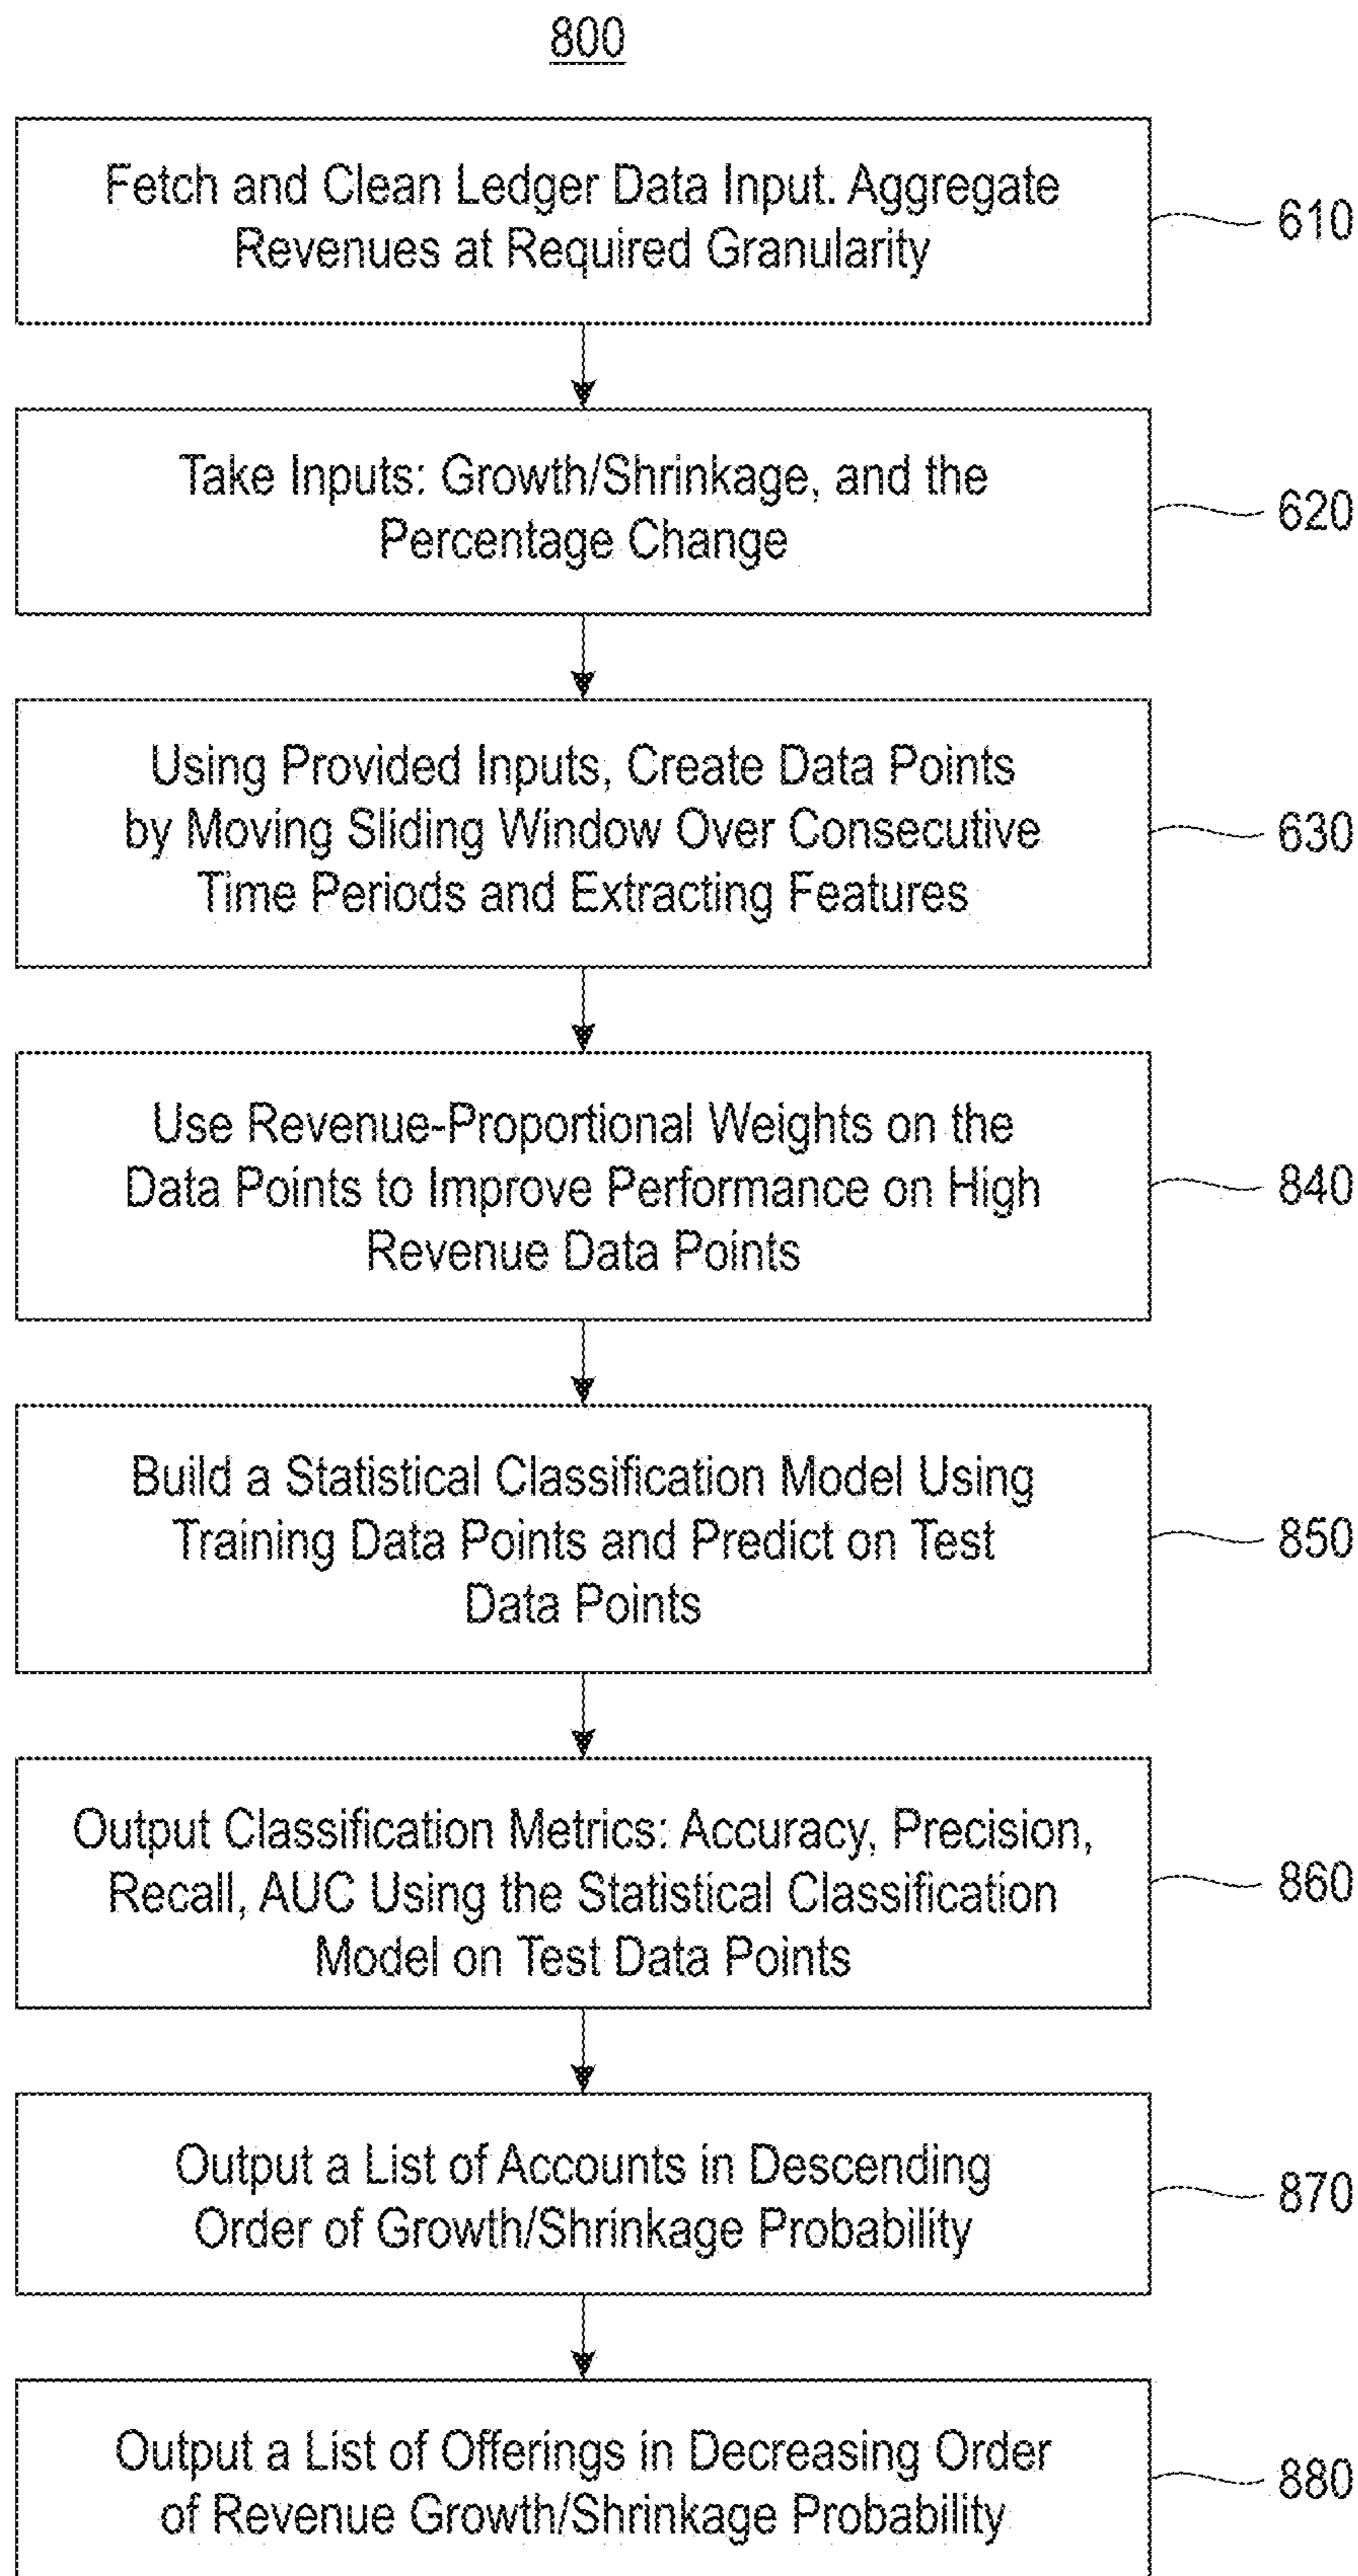 800
Fetch and Clean Ledger Data Input. Aggregate
Revenues at Required Granularity
610
Take Inputs: Growth/Shrinkage, and the
Percentage Change
620
Using Provided Inputs, Create Data Points
by Moving Sliding Window Over Consecutive
Time Periods and Extracting Features
630
Use Revenue-Proportional Weights on the
Data Points to Improve Performance on High
Revenue Data Points
840
Build a Statistical Classification Model Using
Training Data Points and Predict on Test
Data Points
850
Output Classification Metrics: Accuracy, Precision,
Recall, AUC Using the Statistical Classification
Model on Test Data Points
860
Output a List of Accounts in Descending
Order of Growth/Shrinkage Probability
870
Output a List of Offerings in Decreasing Order
of Revenue Growth/Shrinkage Probability
880